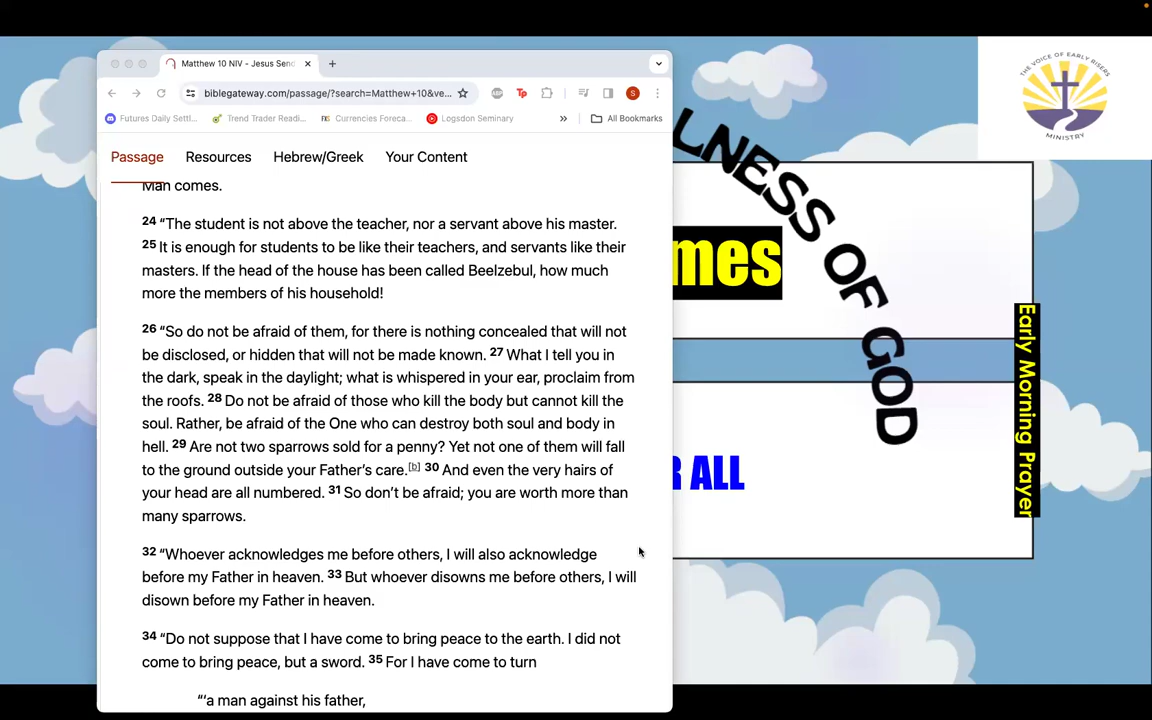 Matthew 10 NIV - Jesus Send
biblegateway.com/passage/?search=Matthew+10&ve...
ABP
Tp
S
Futures Daily Settl...
Trend Trader Readi...
Currencies Foreca...
Logsdon Seminary
»
All Bookmarks
Passage
Resources
Hebrew/Greek
Your Content
Man comes.
24 “The student is not above the teacher, nor a servant above his master.
25 It is enough for students to be like their teachers, and servants like their
masters. If the head of the house has been called Beelzebul, how much
more the members of his household!
26 “So do not be afraid of them, for there is nothing concealed that will not
be disclosed, or hidden that will not be made known. 27 What I tell you in
the dark, speak in the daylight; what is whispered in your ear, proclaim from
the roofs. 28 Do not be afraid of those who kill the body but cannot kill the
soul. Rather, be afraid of the One who can destroy both soul and body in
hell. 29 Are not two sparrows sold for a penny? Yet not one of them will fall
to the ground outside your Father’s care.[b] 30 And even the very hairs of
your head are all numbered. 31 So don’t be afraid; you are worth more than
many sparrows.
32 “Whoever acknowledges me before others, I will also acknowledge
before my Father in heaven. 33 But whoever disowns me before others, I will
disown before my Father in heaven.
34 “Do not suppose that I have come to bring peace to the earth. I did not
come to bring peace, but a sword. 35 For I have come to turn
“‘a man against his father,
LNESS OF GOD
mes
R ALL
Early Morning Prayer
THE VOICE OF EARLY RISERS
MINISTRY